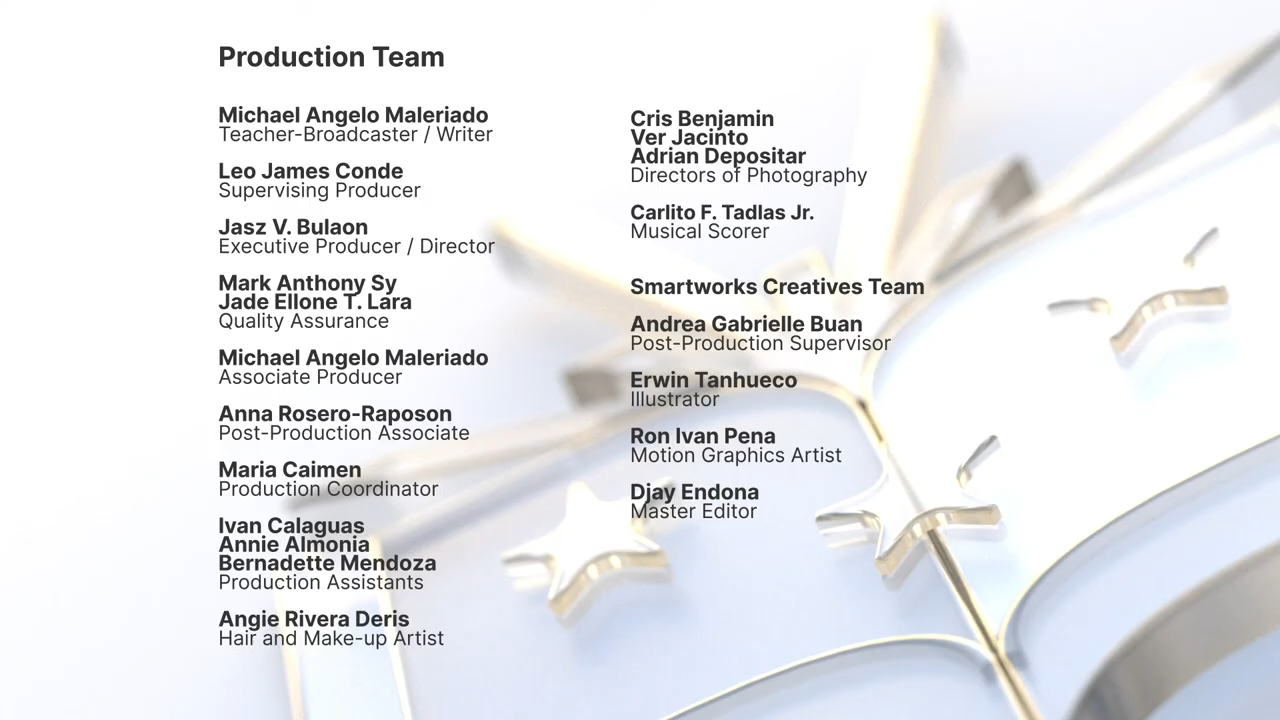 Production Team
Michael Angelo Maleriado
Teacher-Broadcaster / Writer
Leo James Conde
Supervising Producer
Jasz V. Bulaon
Executive Producer / Director
Mark Anthony Sy
Jade Ellone T. Lara
Quality Assurance
Michael Angelo Maleriado
Associate Producer
Anna Rosero-Raposon
Post-Production Associate
Maria Caimen
Production Coordinator
Ivan Calaguas
Annie Almonia
Bernadette Mendoza
Production Assistants
Angie Rivera Deris
Hair and Make-up Artist
Cris Benjamin
Ver Jacinto
Adrian Depositar
Directors of Photography
Carlito F. Tadlas Jr.
Musical Scorer
Smartworks Creatives Team
Andrea Gabrielle Buan
Post-Production Supervisor
Erwin Tanhueco
Illustrator
Ron Ivan Pena
Motion Graphics Artist
Djay Endona
Master Editor